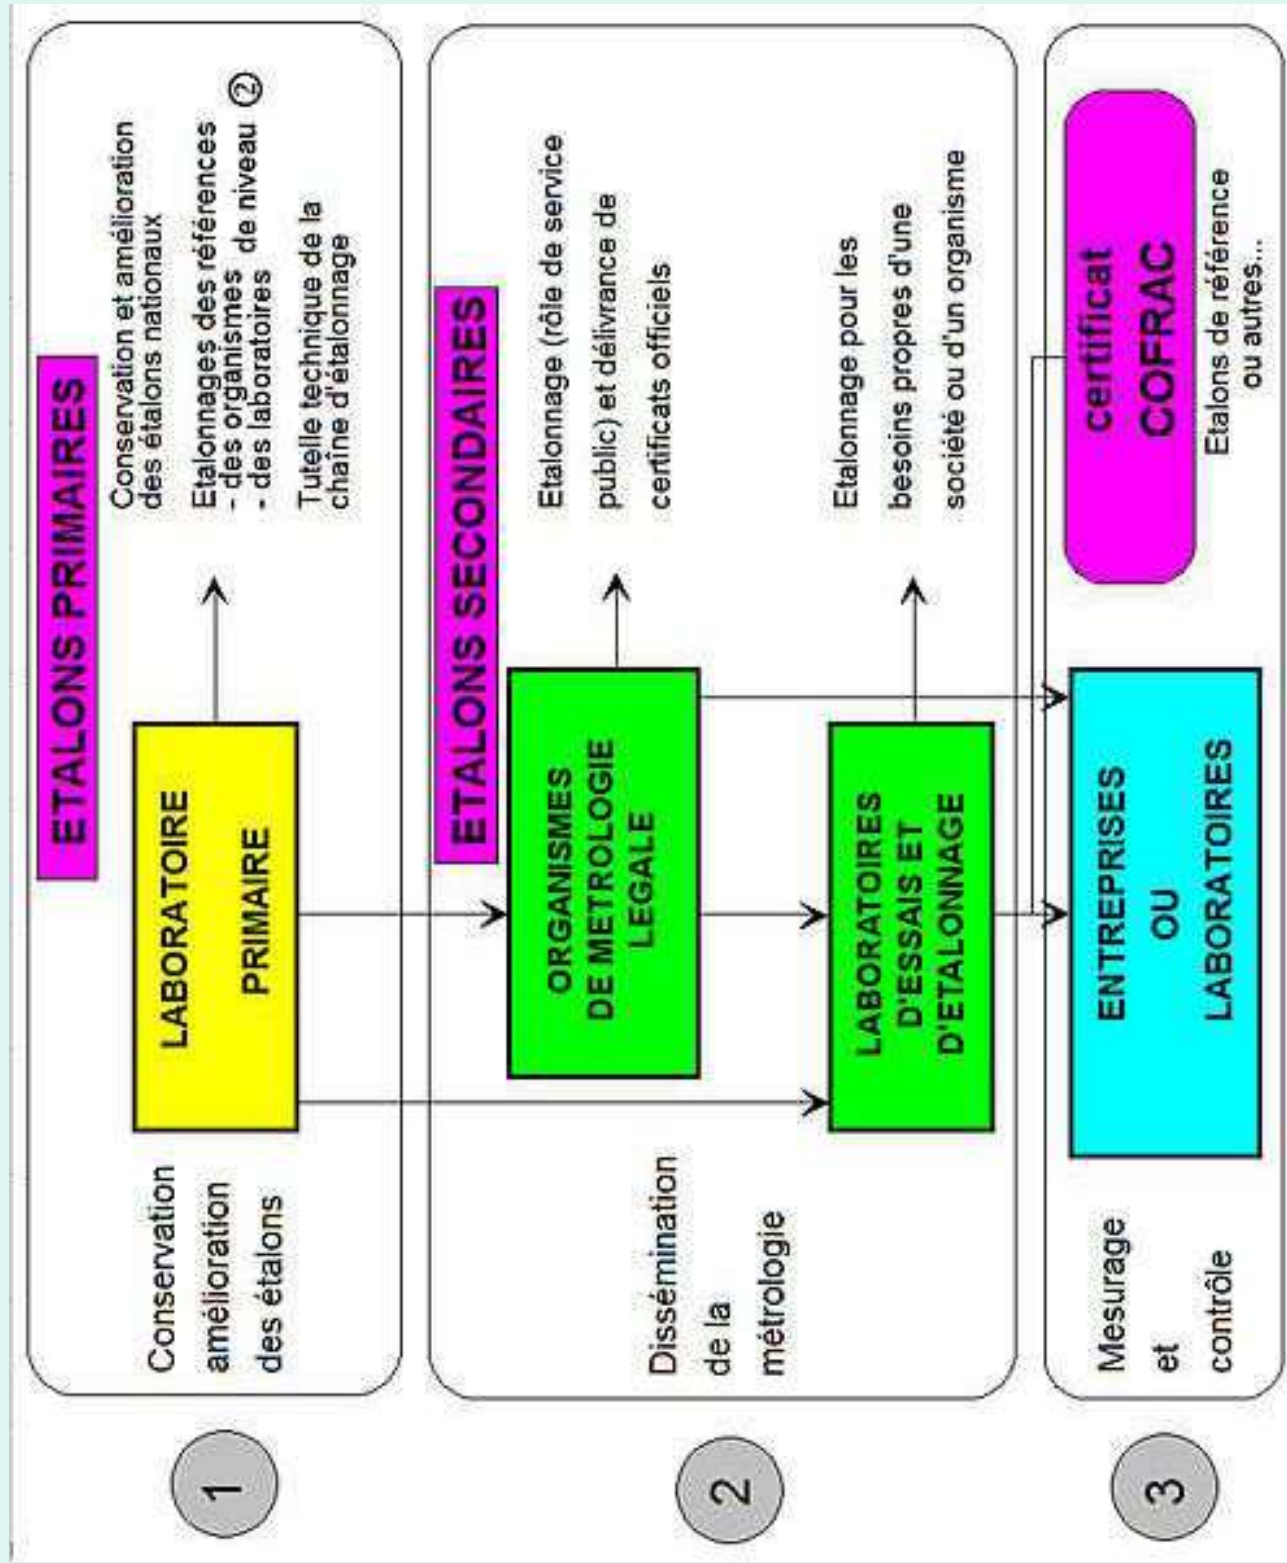 1
Conservation
amélioration
des étalons
LABORATOIRE
PRIMAIRE
ETALONS PRIMAIRES
Conservation et amélioration
des étalons nationaux
Etalonnages des références
- des organismes de niveau 2
- des laboratoires
Tutelle technique de la
chaîne d'étalonnage
2
Dissémination
de la
métrologie
ETALONS SECONDAIRES
ORGANISMES
DE METROLOGIE
LEGALE
Etalonnage (rôle de service
public) et délivrance de
certificats officiels
LABORATOIRES
D'ESSAIS ET
D'ETALONNAGE
Etalonnage pour les
besoins propres d'une
société ou d'un organisme
3
Mesurage
et
contrôle
ENTREPRISES
OU
LABORATOIRES
certificat
COFRAC
Etalons de référence
ou autres...